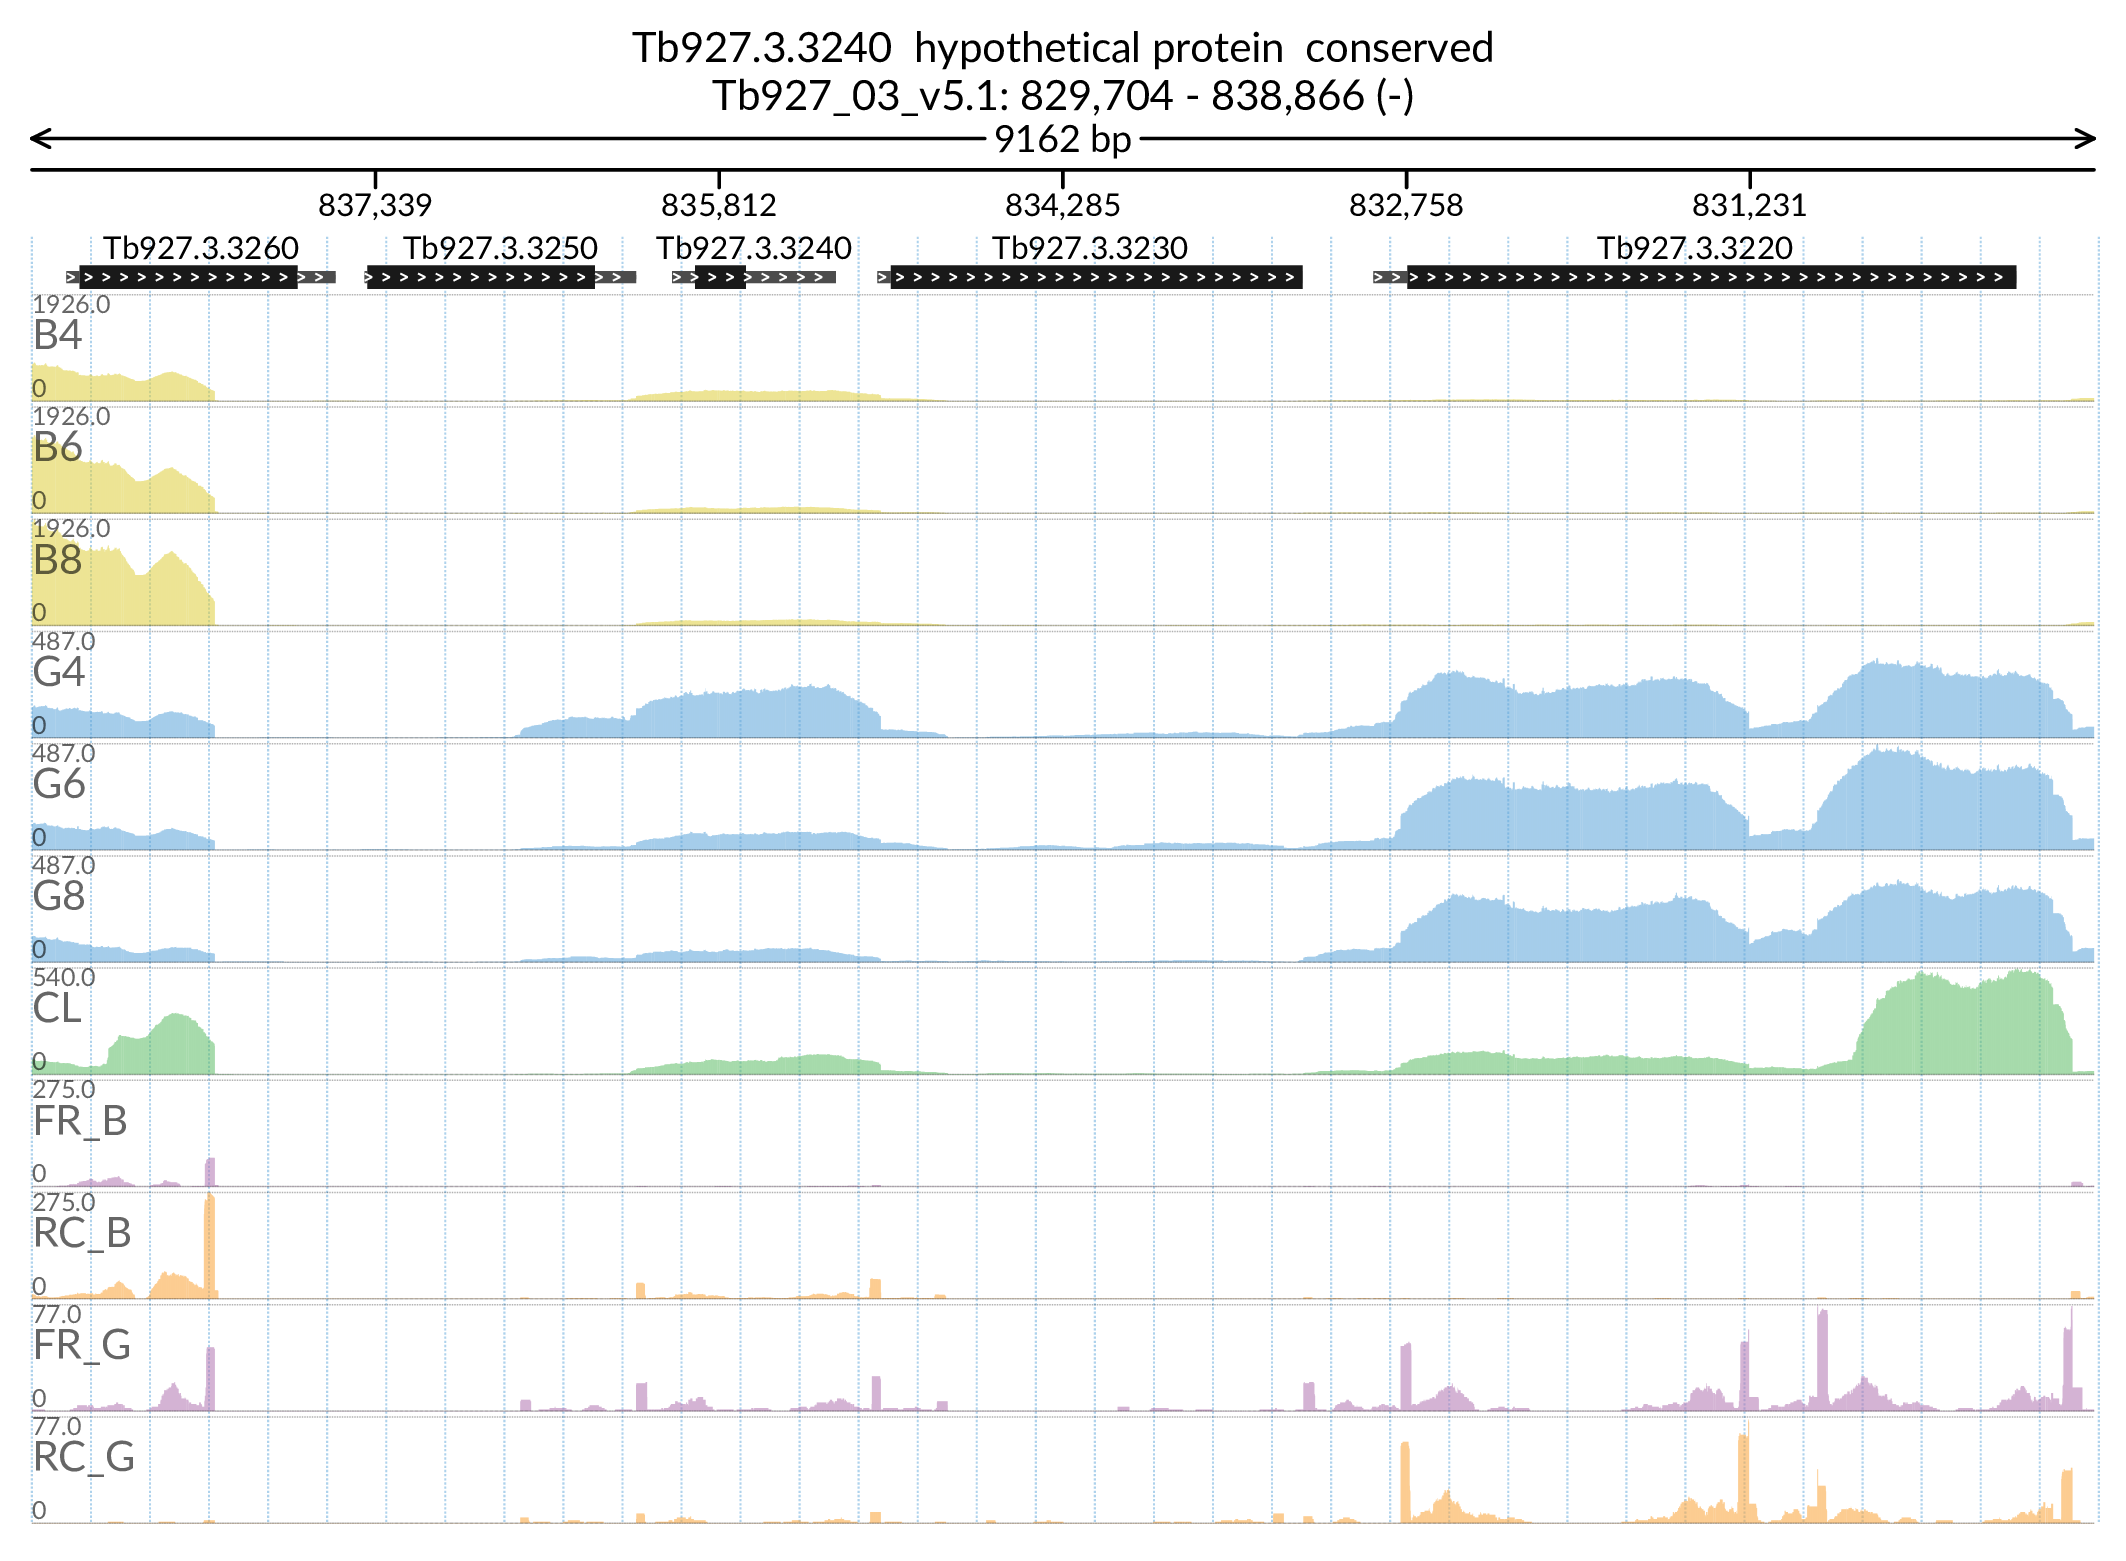 Tb927.3.3240  hypothetical protein  conserved
Tb927_03_v5.1: 829,704 - 838,866 (-)
9162 bp
837,339 835,812 834,285 832,758 831,231
Tb927.3.3260 Tb927.3.3250 Tb927.3.3240 Tb927.3.3230 Tb927.3.3220
1926.0
B4
0
1926.0
B6
0
1926.0
B8
0
487.0
G4
0
487.0
G6
0
487.0
G8
0
540.0
CL
0
275.0
FR_B
0
275.0
RC_B
0
77.0
FR_G
0
77.0
RC_G
0